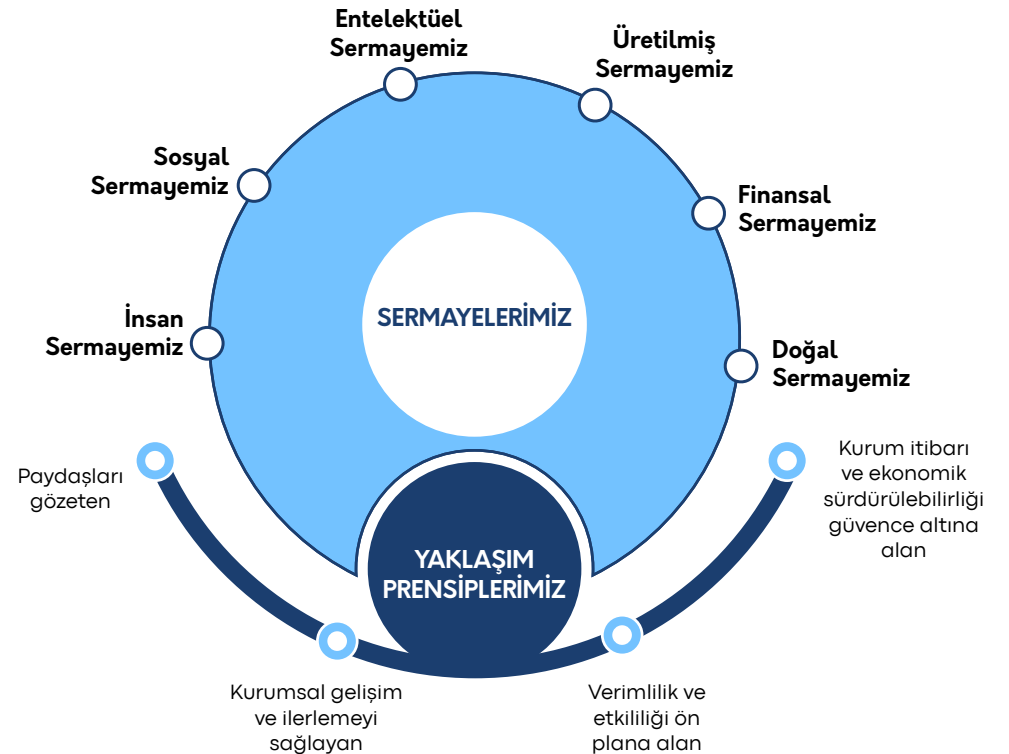 Entelektüel
Sermayemiz
Üretilmiş
Sermayemiz
Sosyal
Sermayemiz
Finansal
Sermayemiz
İnsan
Sermayemiz
Doğal
Sermayemiz
SERMAYELERİMİZ
YAKLAŞIM
PRENSİPLERİMİZ
Paydaşları
gözeten
Kurumsal gelişim
ve ilerlemeyi
sağlayan
Verimlilik ve
etkililiği ön
plana alan
Kurum itibarı
ve ekonomik
sürdürülebilirliği
güvence altına
alan